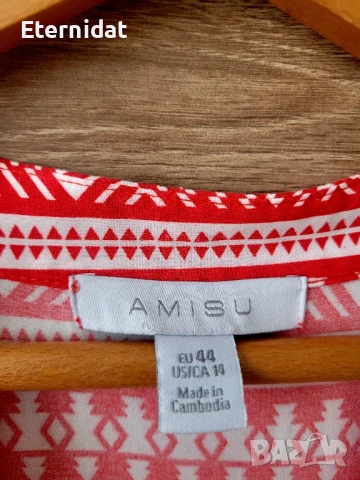 Eternidat
AMISU
EU 44
US/CA 14
Made in
Cambodia
BAZAR